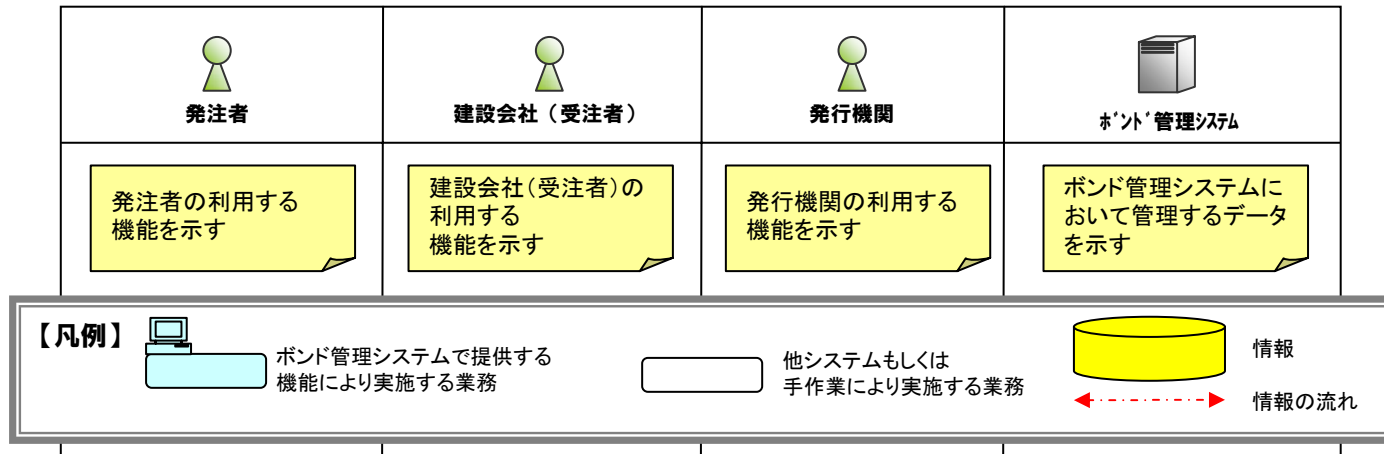 発注者
建設会社(受注者)
発行機関
ﾎﾞﾝﾄﾞ管理ｼｽﾃﾑ
発注者の利用する
機能を示す
建設会社(受注者)の
利用する
機能を示す
発行機関の利用する
機能を示す
ボンド管理システムに
おいて管理するデータ
を示す
【凡例】
ボンド管理システムで提供する
機能により実施する業務
他システムもしくは
手作業により実施する業務
情報
情報の流れ